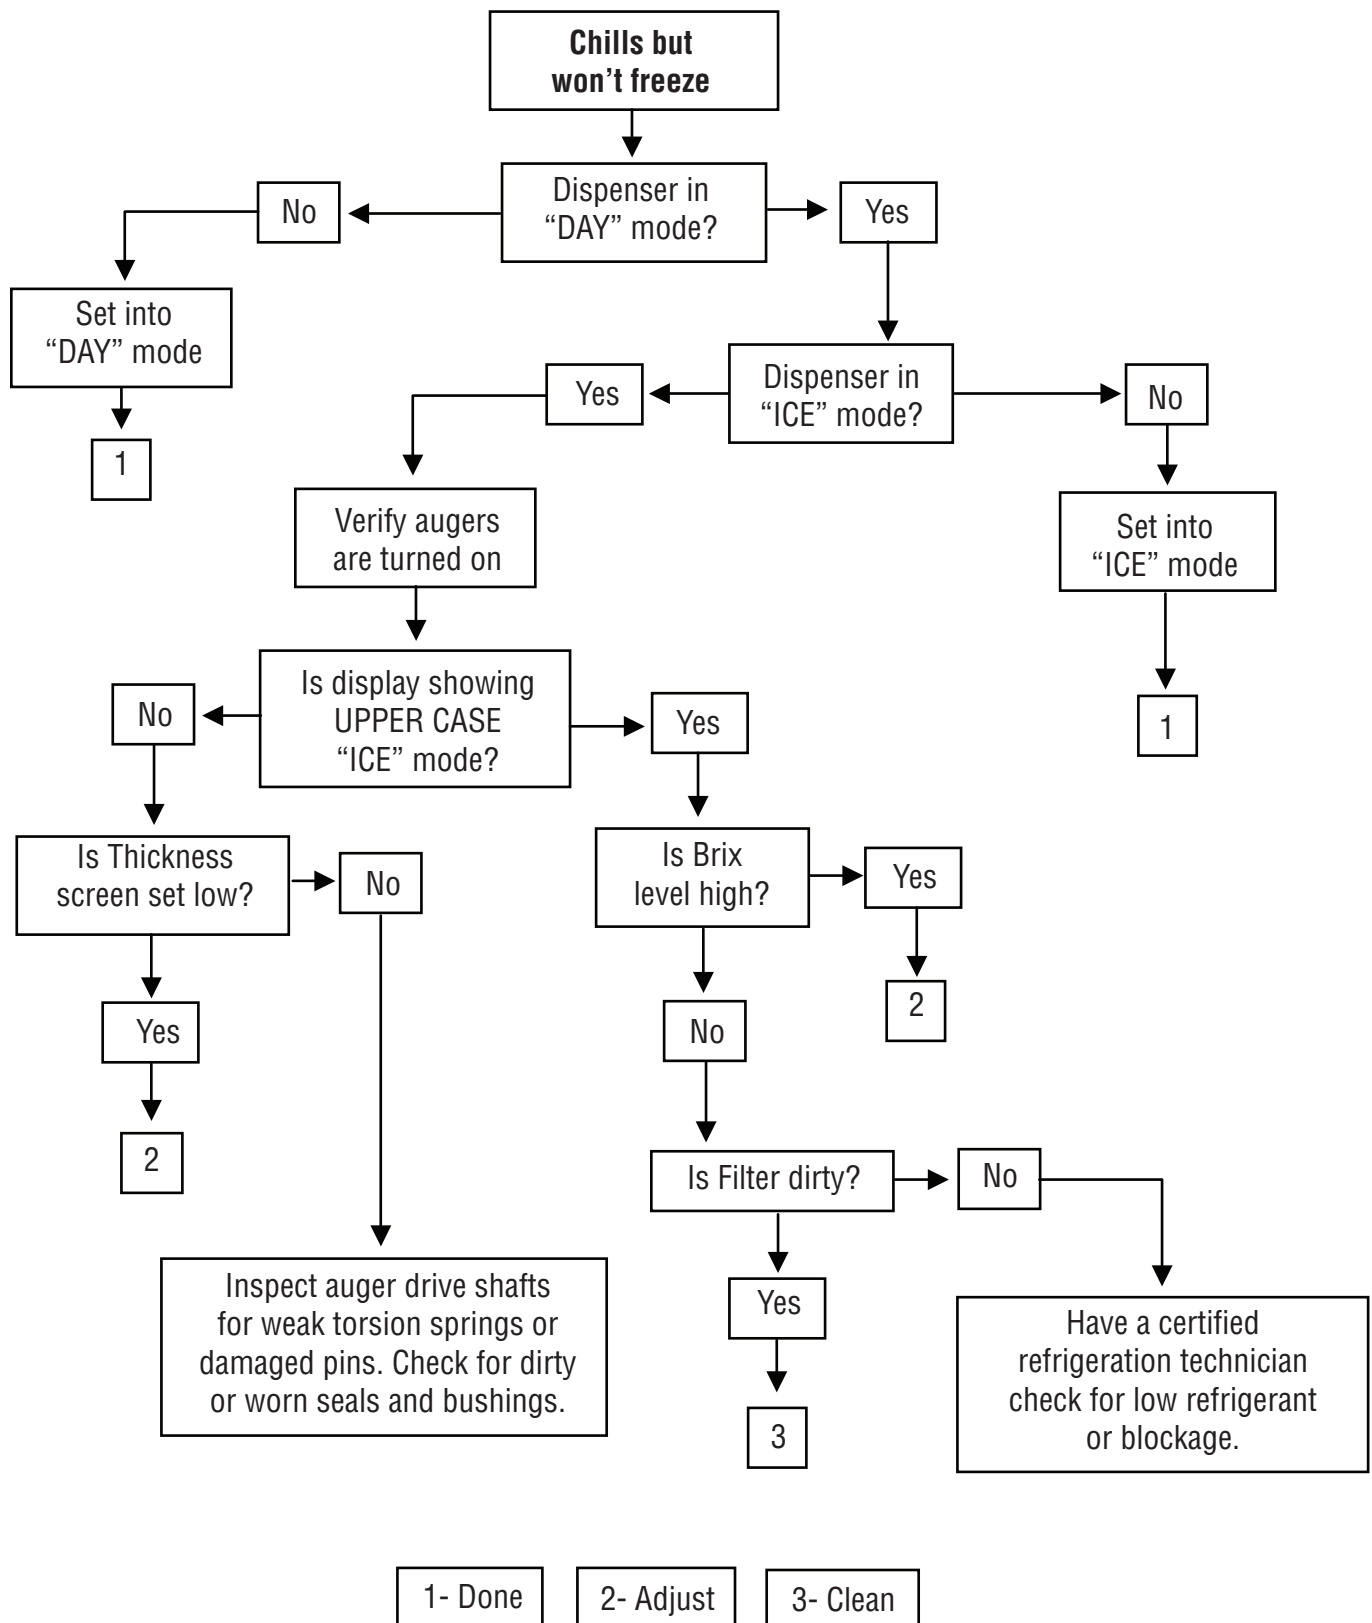 Chills but
won’t freeze
Dispenser in
“DAY” mode?
No
Yes
Set into
“DAY” mode
1
Dispenser in
“ICE” mode?
Yes
No
Verify augers
are turned on
Set into
“ICE” mode
1
Is display showing
UPPER CASE
“ICE” mode?
No
Yes
Is Thickness
screen set low?
No
Yes
2
Is Brix
level high?
Yes
2
No
Is Filter dirty?
No
Yes
3
Inspect auger drive shafts
for weak torsion springs or
damaged pins. Check for dirty
or worn seals and bushings.
Have a certified
refrigeration technician
check for low refrigerant
or blockage.
1- Done
2- Adjust
3- Clean